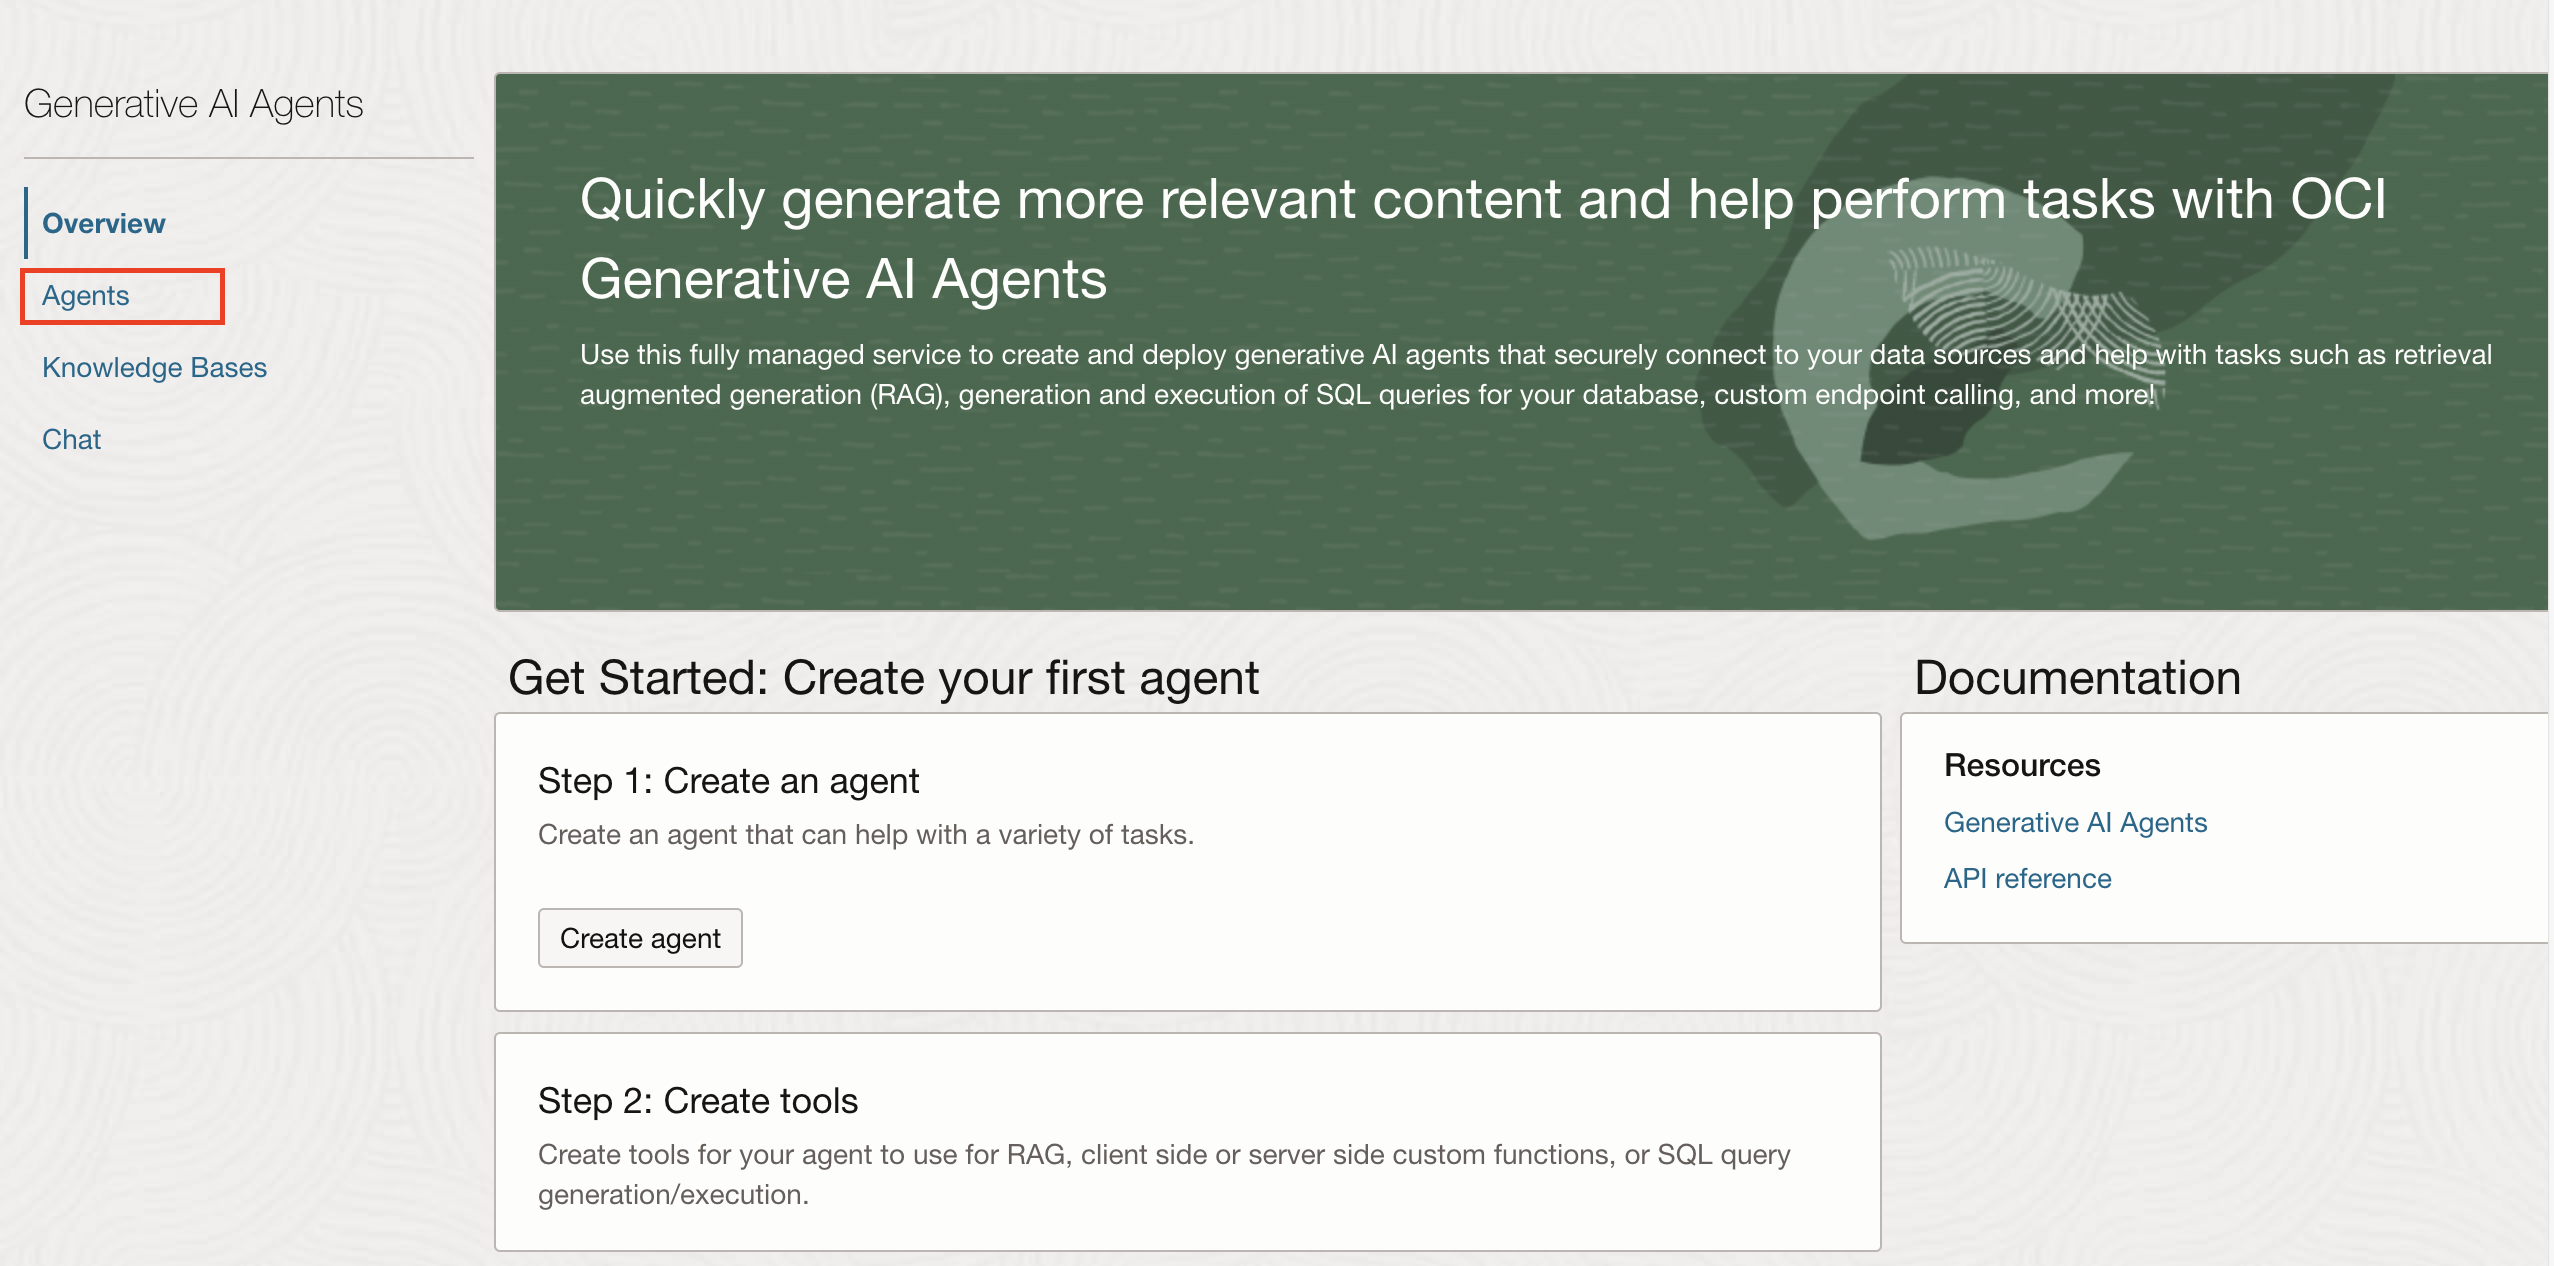 Generative AI Agents
Overview
Agents
Knowledge Bases
Chat
Quickly generate more relevant content and help perform tasks with OCI
Generative AI Agents
Use this fully managed service to create and deploy generative AI agents that securely connect to your data sources and help with tasks such as retrieval
augmented generation (RAG), generation and execution of SQL queries for your database, custom endpoint calling, and more!
Get Started: Create your first agent
Step 1: Create an agent
Create an agent that can help with a variety of tasks.
Create agent
Step 2: Create tools
Create tools for your agent to use for RAG, client side or server side custom functions, or SQL query
generation/execution.
Documentation
Resources
Generative AI Agents
API reference